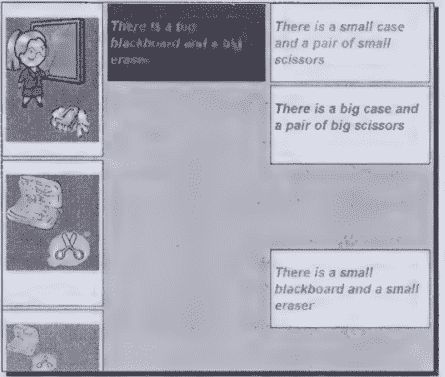 There is a big
blackboard and a big
eraser
There is a small case
and a pair of small
scissors
There is a big case and
a pair of big scissors
There is a small
blackboard and a small
eraser